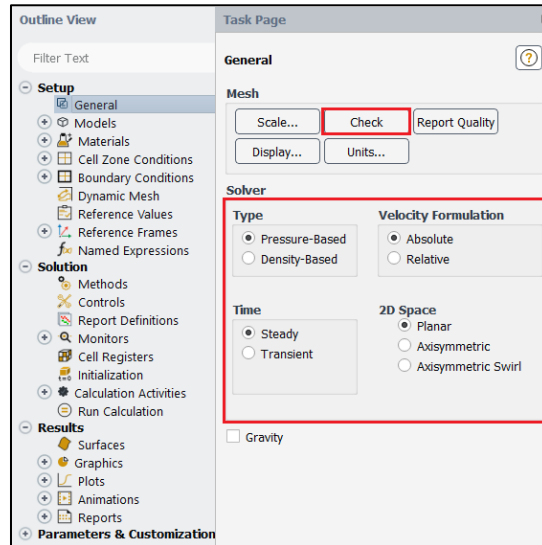 Outline View
Filter Text
Setup
General
Models
Materials
Cell Zone Conditions
Boundary Conditions
Dynamic Mesh
Reference Values
Reference Frames
fx Named Expressions
Solution
Methods
Controls
Report Definitions
Monitors
Cell Registers
Initialization
Calculation Activities
Run Calculation
Results
Surfaces
Graphics
Plots
Animations
Reports
Parameters & Customization
Task Page
General
?
Mesh
Scale... Check Report Quality
Display... Units...
Solver
Type
Pressure-Based
Density-Based
Velocity Formulation
Absolute
Relative
Time
Steady
Transient
2D Space
Planar
Axisymmetric
Axisymmetric Swirl
Gravity